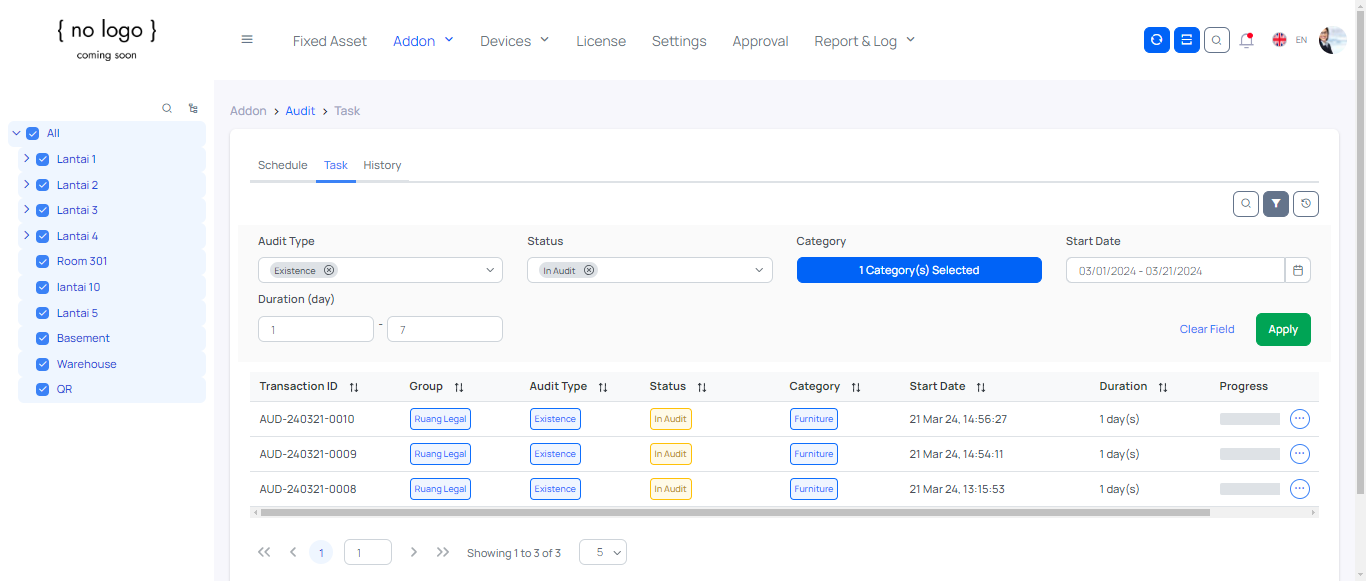 { no logo }
coming soon
Fixed Asset Addon Devices License Settings Approval Report & Log EN
All
Lantai 1
Lantai 2
Lantai 3
Lantai 4
Room 301
lantai 10
Lantai 5
Basement
Warehouse
QR
Addon > Audit > Task
Schedule Task History
Audit Type Status Category Start Date
Existence In Audit 1 Category(s) Selected 03/01/2024 - 03/21/2024
Duration (day)
1 - 7 Clear Field Apply
Transaction ID Group Audit Type Status Category Start Date Duration Progress
AUD-240321-0010 Ruang Legal Existence In Audit Furniture 21 Mar 24, 14:56:27 1 day(s)
AUD-240321-0009 Ruang Legal Existence In Audit Furniture 21 Mar 24, 14:54:11 1 day(s)
AUD-240321-0008 Ruang Legal Existence In Audit Furniture 21 Mar 24, 13:15:53 1 day(s)
1 1 Showing 1 to 3 of 3 5